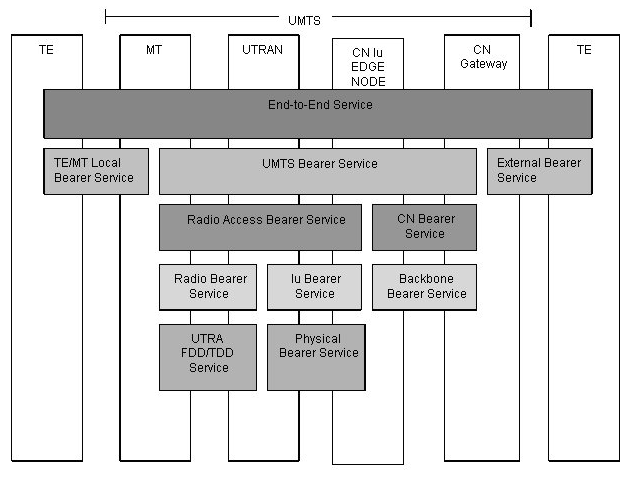 UMTS
TE
MT
UTRAN
CN Iu
EDGE
NODE
CN
Gateway
TE
End-to-End Service
TE/MT Local
Bearer Service
UMTS Bearer Service
External Bearer
Service
Radio Access Bearer Service
CN Bearer
Service
Radio Bearer
Service
Iu Bearer
Service
Backbone
Bearer Service
UTRA
FDD/TDD
Service
Physical
Bearer Service